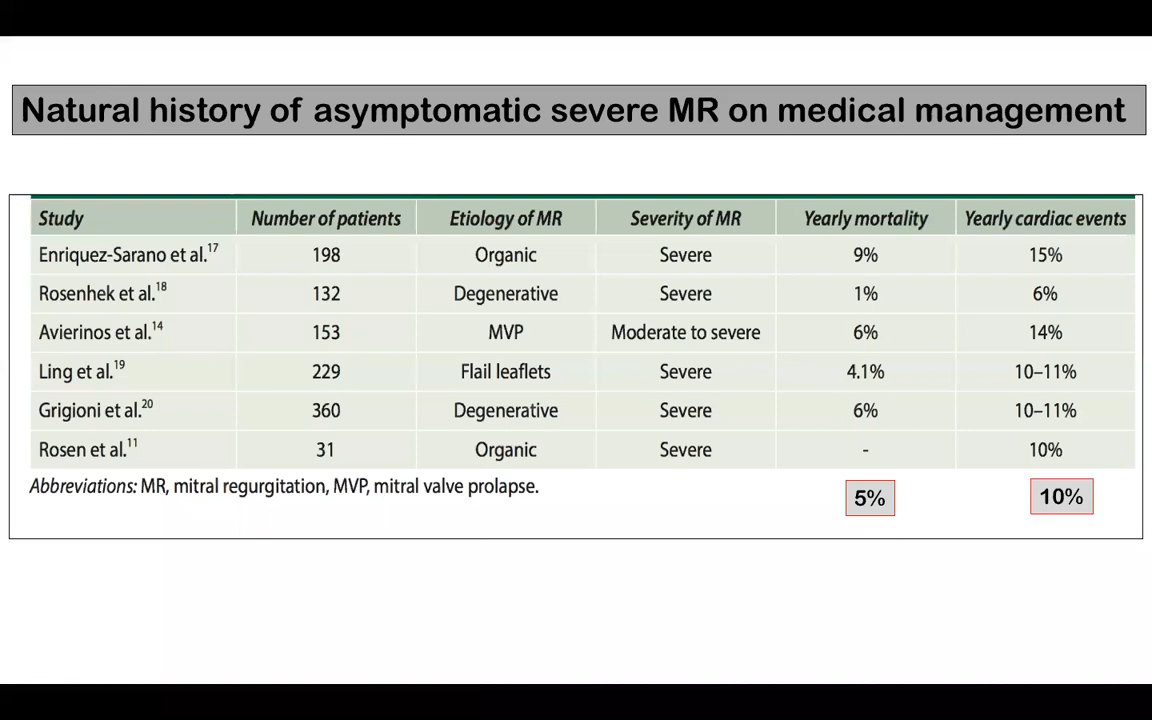 Natural history of asymptomatic severe MR on medical management
Study Number of patients Etiology of MR Severity of MR Yearly mortality Yearly cardiac events
Enriquez-Sarano et al.17 198 Organic Severe 9% 15%
Rosenhek et al.18 132 Degenerative Severe 1% 6%
Avierinos et al.14 153 MVP Moderate to severe 6% 14%
Ling et al.19 229 Flail leaflets Severe 4.1% 10–11%
Grigioni et al.20 360 Degenerative Severe 6% 10–11%
Rosen et al.11 31 Organic Severe - 10%
Abbreviations: MR, mitral regurgitation, MVP, mitral valve prolapse.
5% 10%